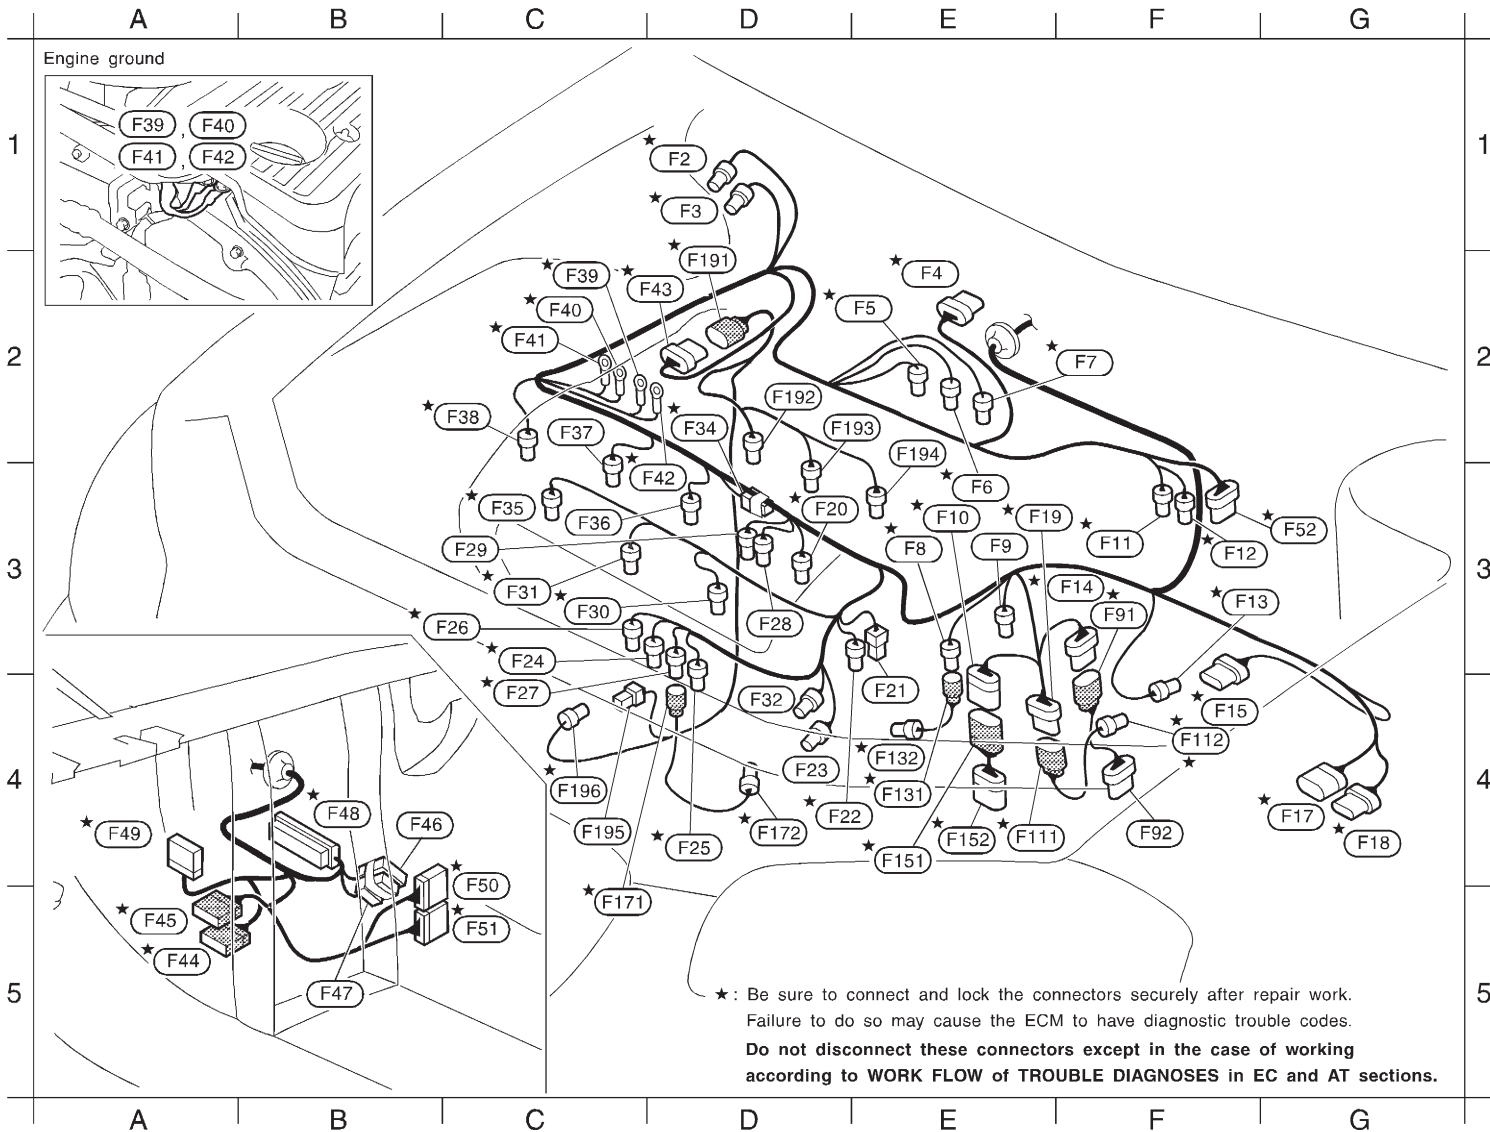 A B C D E F G
Engine ground
F39 , F40
F41 , F42
1 1
★ F2
★ F3
★ F191
★ F39
★ F43
★ F4
★ F40
★ F5
★ F41
2 2
★ F7
F192
★ F38
F37
★ F34
F193
F194
★ F42
★ F6
★ F35
F36
★ F20
★ F10
★ F19
★ F52
★ F11
★ F12
F29
★ F8
F9
3 3
★ F31
★ F30
★ F14
★ F91
★ F13
★ F26
F28
★ F24
★ F27
F21
F32
★ F15
★ F112
★ F132
F23
★ F196
★ F131
4 4
★ F22
★ F17
★ F49
★ F48
F46
F195
★ F25
★ F172
★ F152
★ F111
★ F92
★ F18
★ F151
★ F50
★ F171
★ F45
★ F51
★ F44
F47
5 5
★ : Be sure to connect and lock the connectors securely after repair work.
Failure to do so may cause the ECM to have diagnostic trouble codes.
Do not disconnect these connectors except in the case of working
according to WORK FLOW of TROUBLE DIAGNOSES in EC and AT sections.
A B C D E F G